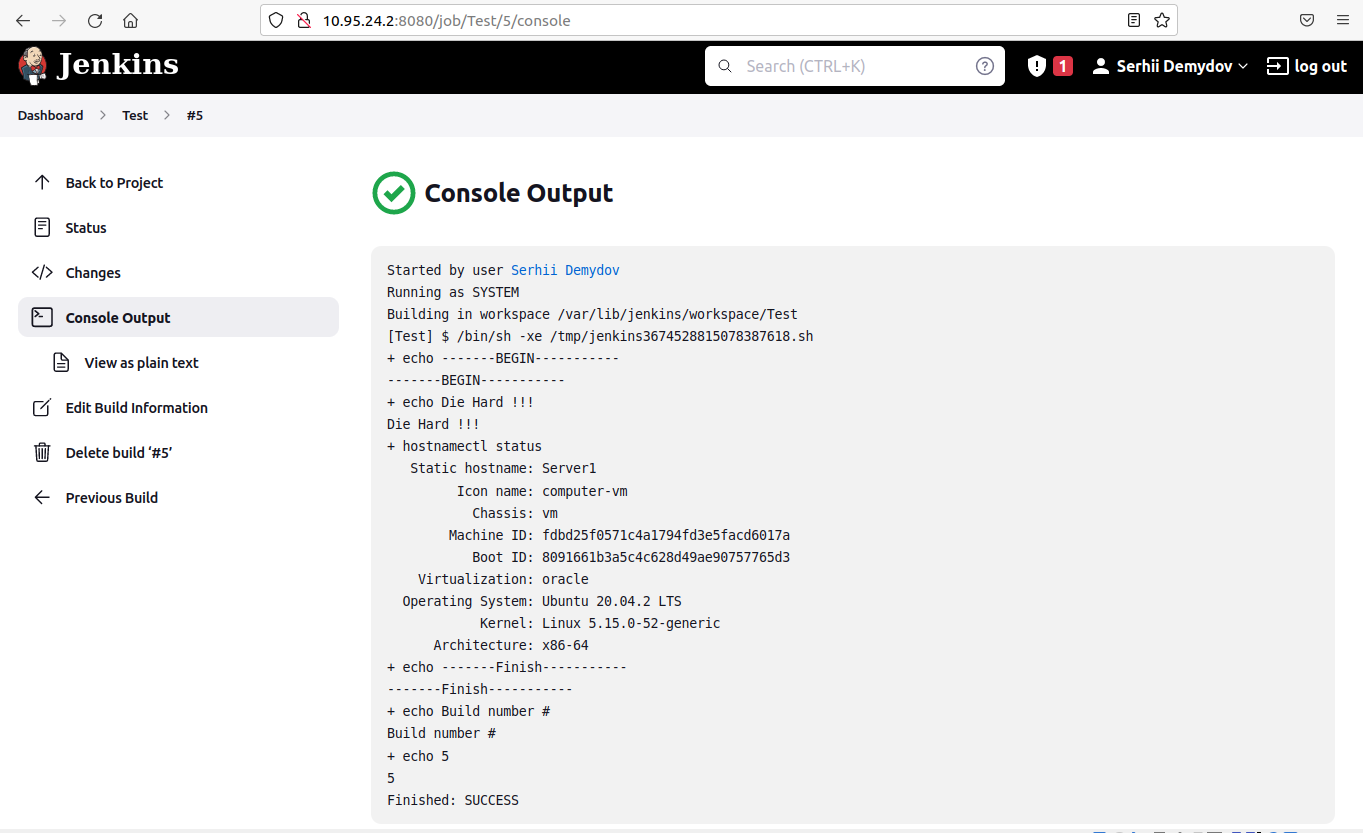 10.95.24.2:8080/job/Test/5/console
Jenkins
Search (CTRL+K)
1
Serhii Demydov
log out
Dashboard
Test
#5
Back to Project
Status
Changes
Console Output
View as plain text
Edit Build Information
Delete build ‘#5’
Previous Build
Console Output
Started by user Serhii Demydov
Running as SYSTEM
Building in workspace /var/lib/jenkins/workspace/Test
[Test] $ /bin/sh -xe /tmp/jenkins3674528815078387618.sh
+ echo -------BEGIN-----------
-------BEGIN-----------
+ echo Die Hard !!!
Die Hard !!!
+ hostnamectl status
Static hostname: Server1
Icon name: computer-vm
Chassis: vm
Machine ID: fdbd25f0571c4a1794fd3e5facd6017a
Boot ID: 8091661b3a5c4c628d49ae90757765d3
Virtualization: oracle
Operating System: Ubuntu 20.04.2 LTS
Kernel: Linux 5.15.0-52-generic
Architecture: x86-64
+ echo -------Finish-----------
-------Finish-----------
+ echo Build number #
Build number #
+ echo 5
5
Finished: SUCCESS